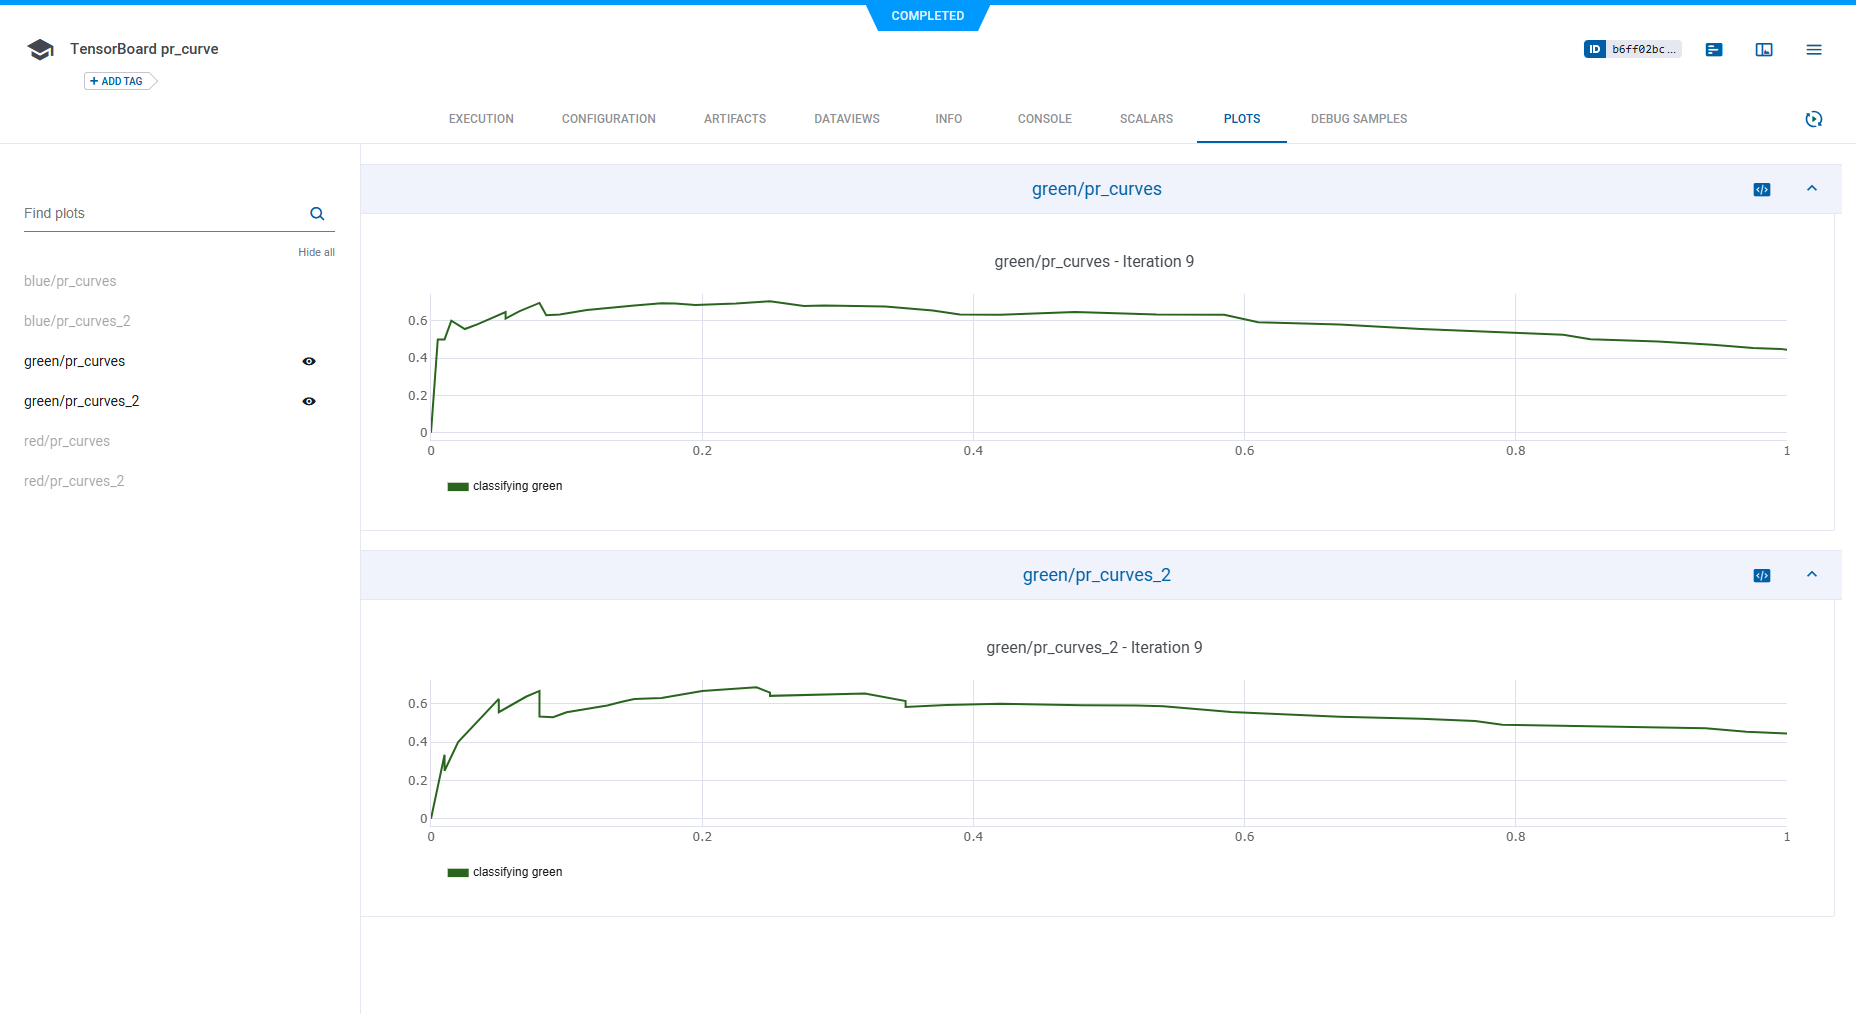 COMPLETED
TensorBoard pr_curve
ID b6ff02bc ...
+ ADD TAG
EXECUTION CONFIGURATION ARTIFACTS DATAVIEWS INFO CONSOLE SCALARS PLOTS DEBUG SAMPLES
Find plots
Hide all
blue/pr_curves
blue/pr_curves_2
green/pr_curves
green/pr_curves_2
red/pr_curves
red/pr_curves_2
green/pr_curves
green/pr_curves - Iteration 9
0.6
0.4
0.2
0
0 0.2 0.4 0.6 0.8 1
classifying green
green/pr_curves_2
green/pr_curves_2 - Iteration 9
0.6
0.4
0.2
0
0 0.2 0.4 0.6 0.8 1
classifying green